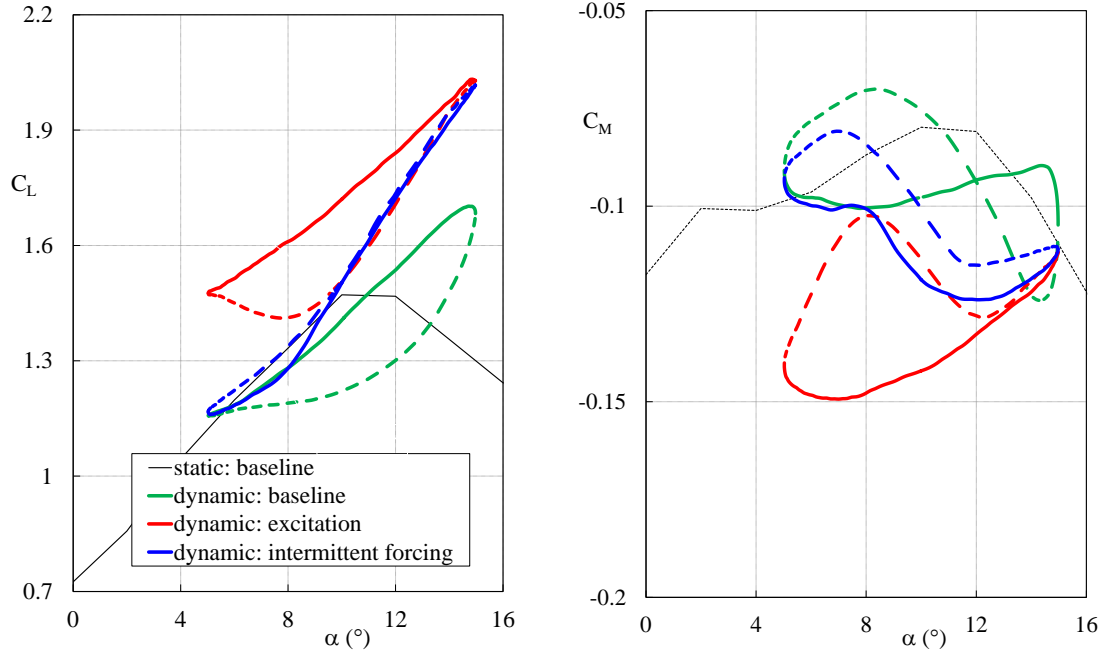 2.2
1.9
C_L
1.6
1.3
1
0.7
0
4
8
12
16
α (°)
static: baseline
dynamic: baseline
dynamic: excitation
dynamic: intermittent forcing
-0.05
C_M
-0.1
-0.15
-0.2
0
4
8
12
16
α (°)